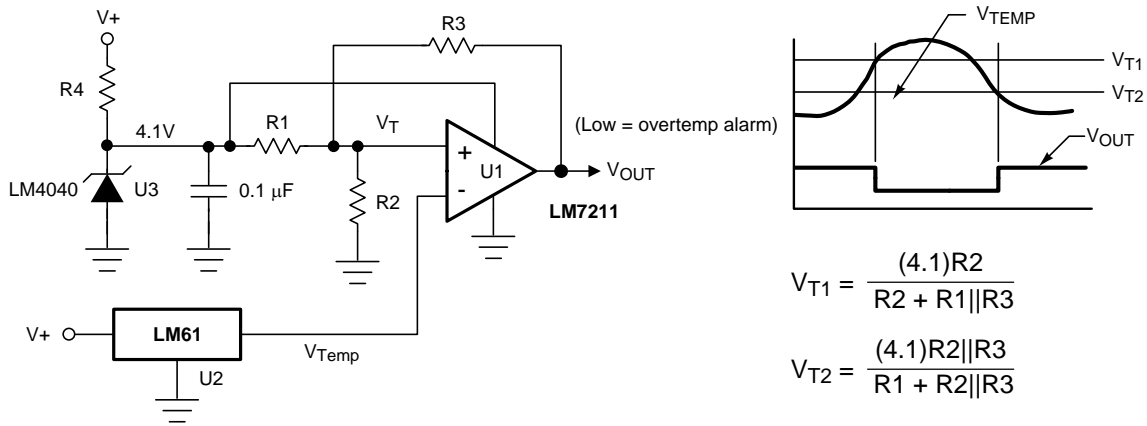 V+
R4
4.1V
LM4040
U3
0.1 μF
R1
R3
VT
R2
+
-
U1
LM7211
(Low = overtemp alarm)
VOUT
V+
LM61
U2
VTemp
VTEMP
VT1
VT2
VOUT
VT1 = (4.1)R2 / R2 + R1||R3
VT2 = (4.1)R2||R3 / R1 + R2||R3